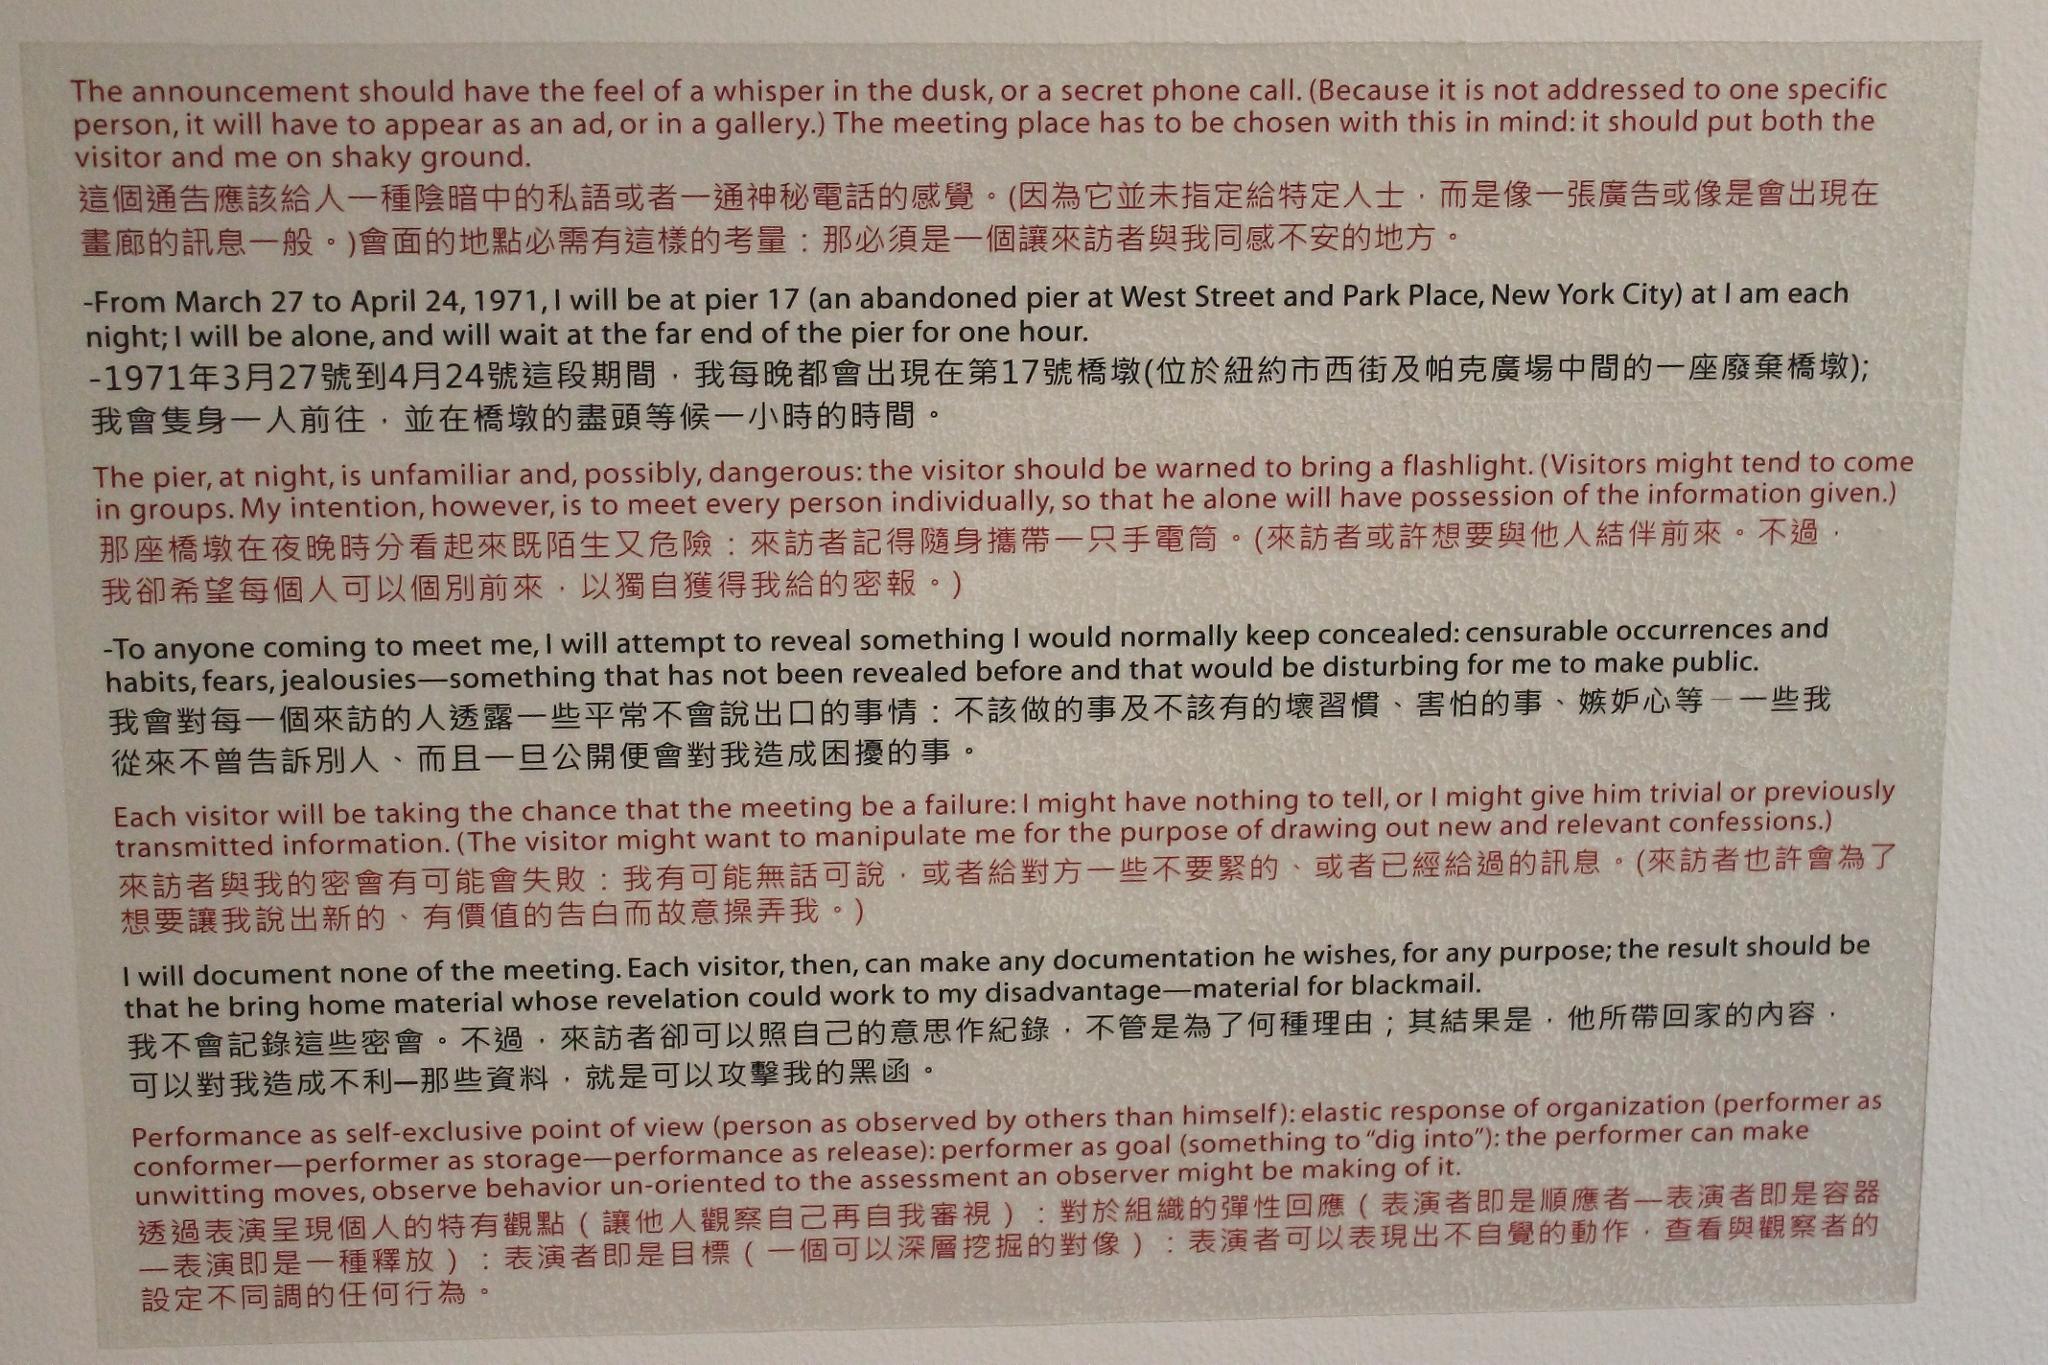 The announcement should have the feel of a whisper in the dusk, or a secret phone call. (Because it is not addressed to one specific
person, it will have to appear as an ad, or in a gallery.) The meeting place has to be chosen with this in mind: it should put both the
visitor and me on shaky ground.
這個通告應該給人一種陰暗中的私語或者一通神秘電話的感覺。(因為它並未指定給特定人士，而是像一張廣告或像是會出現在
畫廊的訊息一般。)會面的地點必需有這樣的考量：那必須是一個讓來訪者與我同感不安的地方。
-From March 27 to April 24, 1971, I will be at pier 17 (an abandoned pier at West Street and Park Place, New York City) at I am each
night; I will be alone, and will wait at the far end of the pier for one hour.
-1971年3月27號到4月24號這段期間，我每晚都會出現在第17號橋墩(位於紐約市西街及帕克廣場中間的一座廢棄橋墩);
我會隻身一人前往，並在橋墩的盡頭等候一小時的時間。
The pier, at night, is unfamiliar and, possibly, dangerous: the visitor should be warned to bring a flashlight. (Visitors might tend to come
in groups. My intention, however, is to meet every person individually, so that he alone will have possession of the information given.)
那座橋墩在夜晚時分看起來既陌生又危險：來訪者記得隨身攜帶一只手電筒。(來訪者或許想要與他人結伴前來。不過，
我卻希望每個人可以個別前來，以獨自獲得我給的密報。)
-To anyone coming to meet me, I will attempt to reveal something I would normally keep concealed: censurable occurrences and
habits, fears, jealousies—something that has not been revealed before and that would be disturbing for me to make public.
我會對每一個來訪的人透露一些平常不會說出口的事情：不該做的事及不該有的壞習慣、害怕的事、嫉妒心等—一些我
從來不曾告訴別人、而且一旦公開便會對我造成困擾的事。
Each visitor will be taking the chance that the meeting be a failure: I might have nothing to tell, or I might give him trivial or previously
transmitted information. (The visitor might want to manipulate me for the purpose of drawing out new and relevant confessions.)
來訪者與我的密會有可能會失敗：我有可能無話可說，或者給對方一些不要緊的、或者已經給過的訊息。(來訪者也許會為了
想要讓我說出新的、有價值的告白而故意操弄我。)
I will document none of the meeting. Each visitor, then, can make any documentation he wishes, for any purpose; the result should be
that he bring home material whose revelation could work to my disadvantage—material for blackmail.
我不會記錄這些密會。不過，來訪者卻可以照自己的意思作紀錄，不管是為了何種理由；其結果是，他所帶回家的內容，
可以對我造成不利—那些資料，就是可以攻擊我的黑函。
Performance as self-exclusive point of view (person as observed by others than himself): elastic response of organization (performer as
conformer—performer as storage—performance as release): performer as goal (something to “dig into”): the performer can make
unwitting moves, observe behavior un-oriented to the assessment an observer might be making of it.
透過表演呈現個人的特有觀點（讓他人觀察自己再自我審視）：對於組織的彈性回應（表演者即是順應者—表演者即是容器
—表演即是一種釋放）：表演者即是目標（一個可以深層挖掘的對像）：表演者可以表現出不自覺的動作，查看與觀察者的
設定不同調的任何行為。